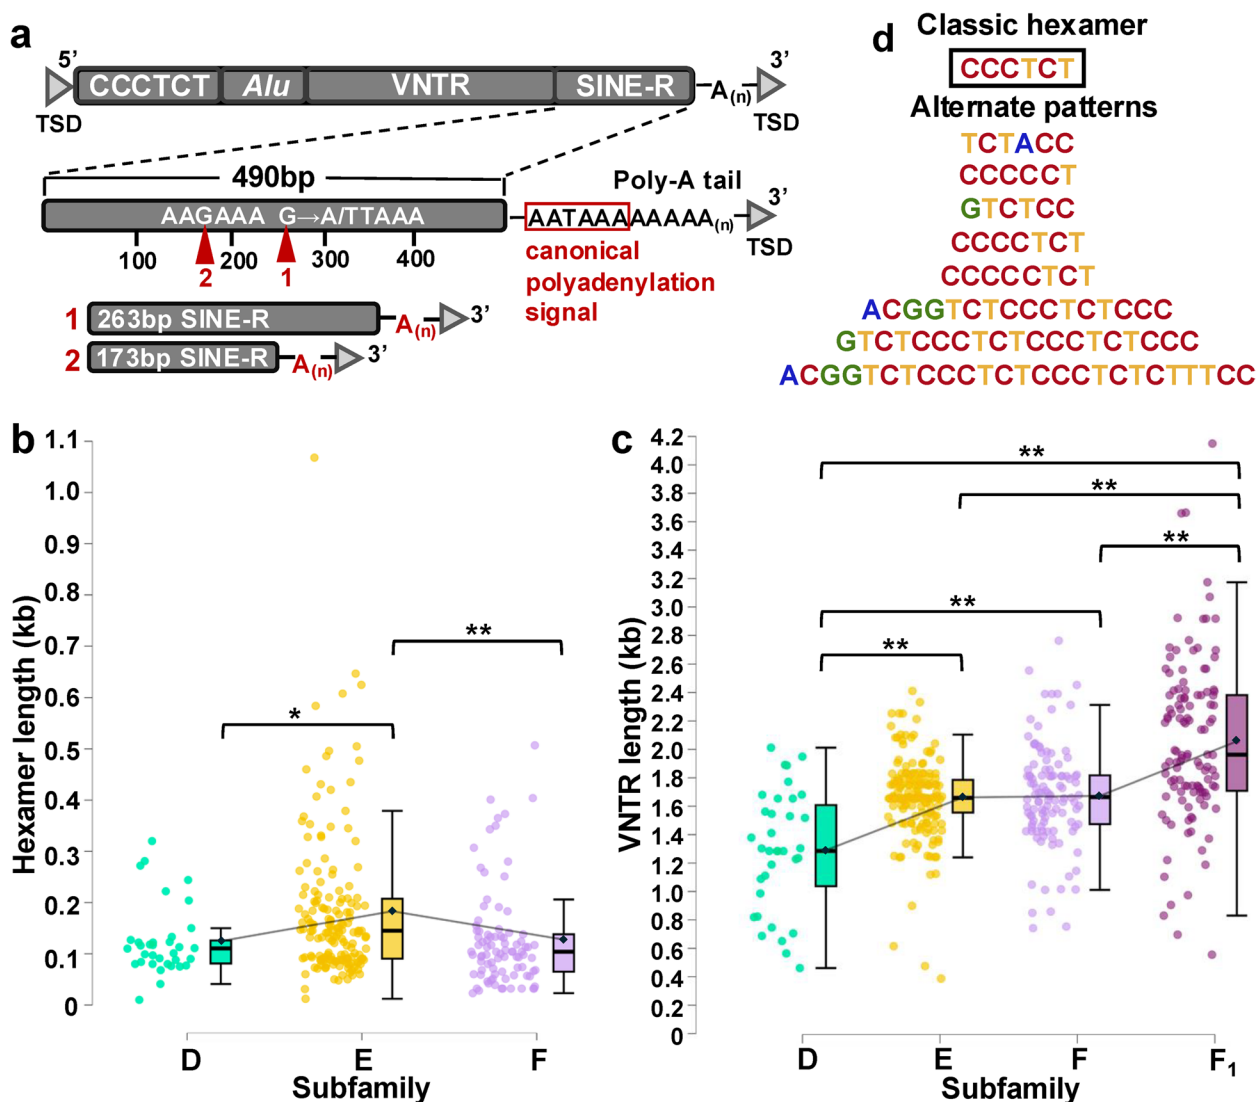 a
5’
3’
CCCTCT Alu VNTR SINE-R A(n)
TSD
TSD
490bp
Poly-A tail
3’
AAGAAA G→A/TTAAA
AATAAAAAAAA(n)
TSD
100 200 300 400
2 1
canonical
polyadenylation
signal
1 263bp SINE-R A(n) 3’
2 173bp SINE-R A(n) 3’
d
Classic hexamer
CCCTCT
Alternate patterns
TCTACC
CCCCCT
GTCTCC
CCCCTCT
CCCCCTCT
ACGGTCTCCCTCTCCC
GTCTCCCTCTCCCTCTCCC
ACGGTCTCCCTCTCCCTCTCTTTCC
b
Hexamer length (kb)
1.1
1.0
0.9
0.8
0.7
0.6
0.5
0.4
0.3
0.2
0.1
0
*
**
D E F
Subfamily
c
VNTR length (kb)
4.2
4.0
3.8
3.6
3.4
3.2
3.0
2.8
2.6
2.4
2.2
2.0
1.8
1.6
1.4
1.2
1.0
0.8
0.6
0.4
0.2
0
**
**
**
**
**
D E F F1
Subfamily